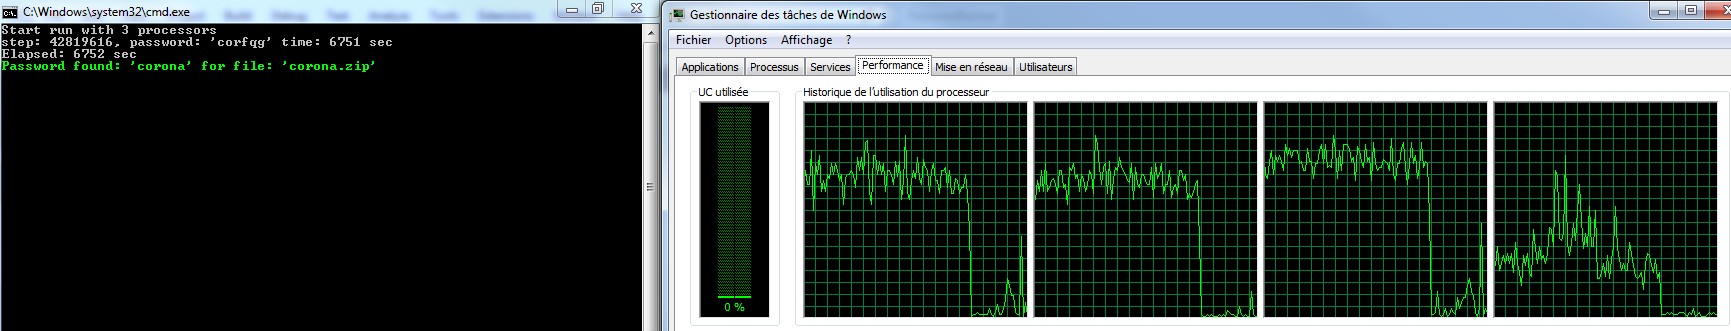 C:\Windows\system32\cmd.exe
Start run with 3 processors
step: 42819616, password: 'corfqg' time: 6751 sec
Elapsed: 6752 sec
Password found: 'corona' for file: 'corona.zip'
Gestionnaire des tâches de Windows
Fichier Options Affichage ?
Applications Processus Services Performance Mise en réseau Utilisateurs
UC utilisée Historique de l'utilisation du processeur
0 %